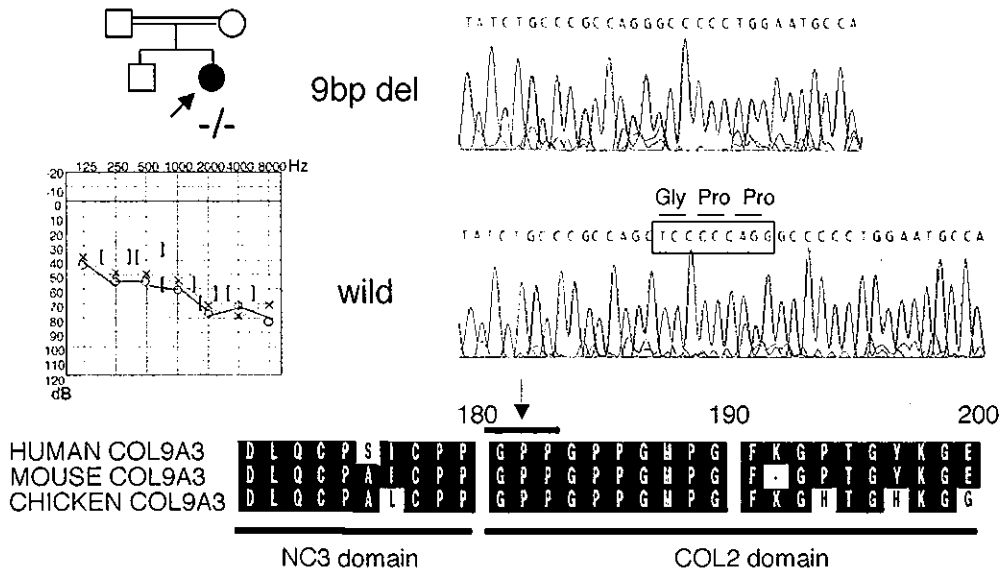 -/-
9bp del
T A T C T G C C C G C C A G G G C C C C C T G G A A T G C C A
125 250 500 1000 2000 4000 8000 Hz
-20
-10
0
10
20
30
40
50
60
70
80
90
100
110
120
dB
Gly Pro Pro
T A T C T G C C C G C C A G C T C C C C C A G G G C C C C C T G G A A T G C C A
wild
180 190 200
HUMAN COL9A3 D L Q C P S I C P P G P P G P P G M P G F K G P T G Y K G E
MOUSE COL9A3 D L Q C P A I C P P G P P G P P G M P G F . G P T G Y K G E
CHICKEN COL9A3 D L Q C P A L C P P G P P G P P G M P G F K G H T G H K G G
NC3 domain COL2 domain